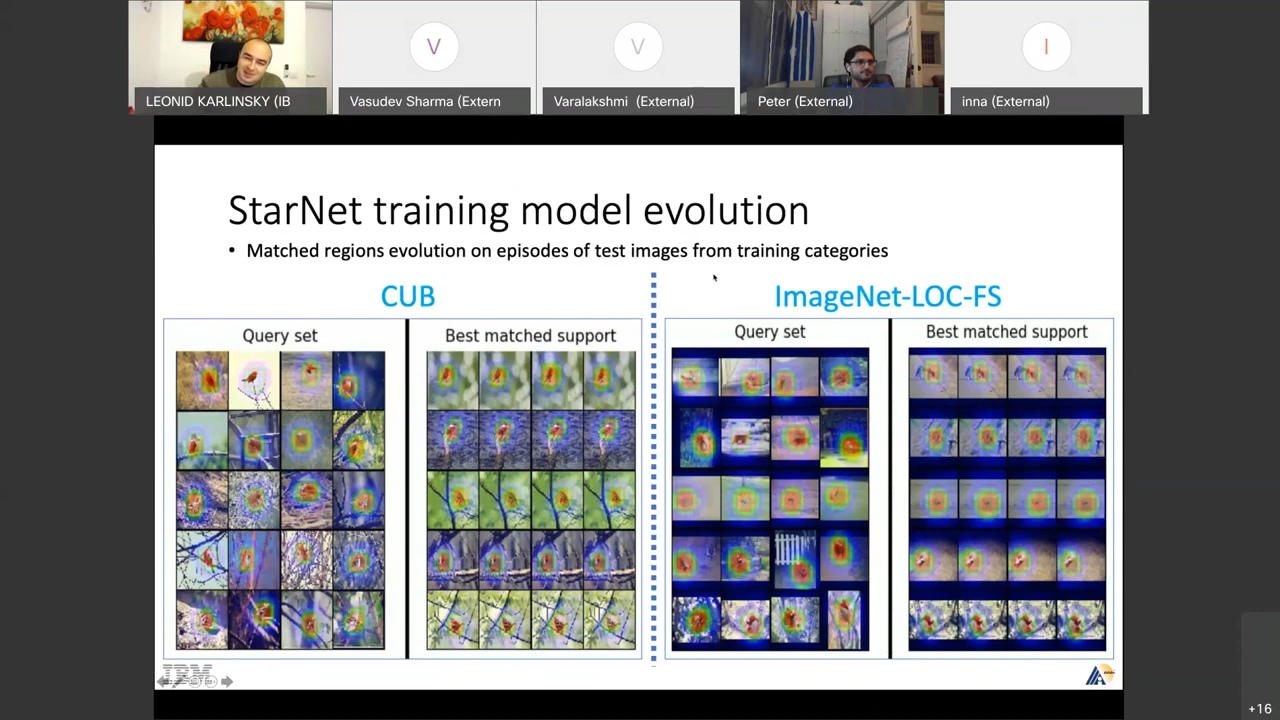 V
V
I
LEONID KARLINSKY (IB
Vasudev Sharma (Extern
Varalakshmi (External)
Peter (External)
inna (External)
StarNet training model evolution
• Matched regions evolution on episodes of test images from training categories
CUB
ImageNet-LOC-FS
Query set
Best matched support
Query set
Best matched support
IBM
+16